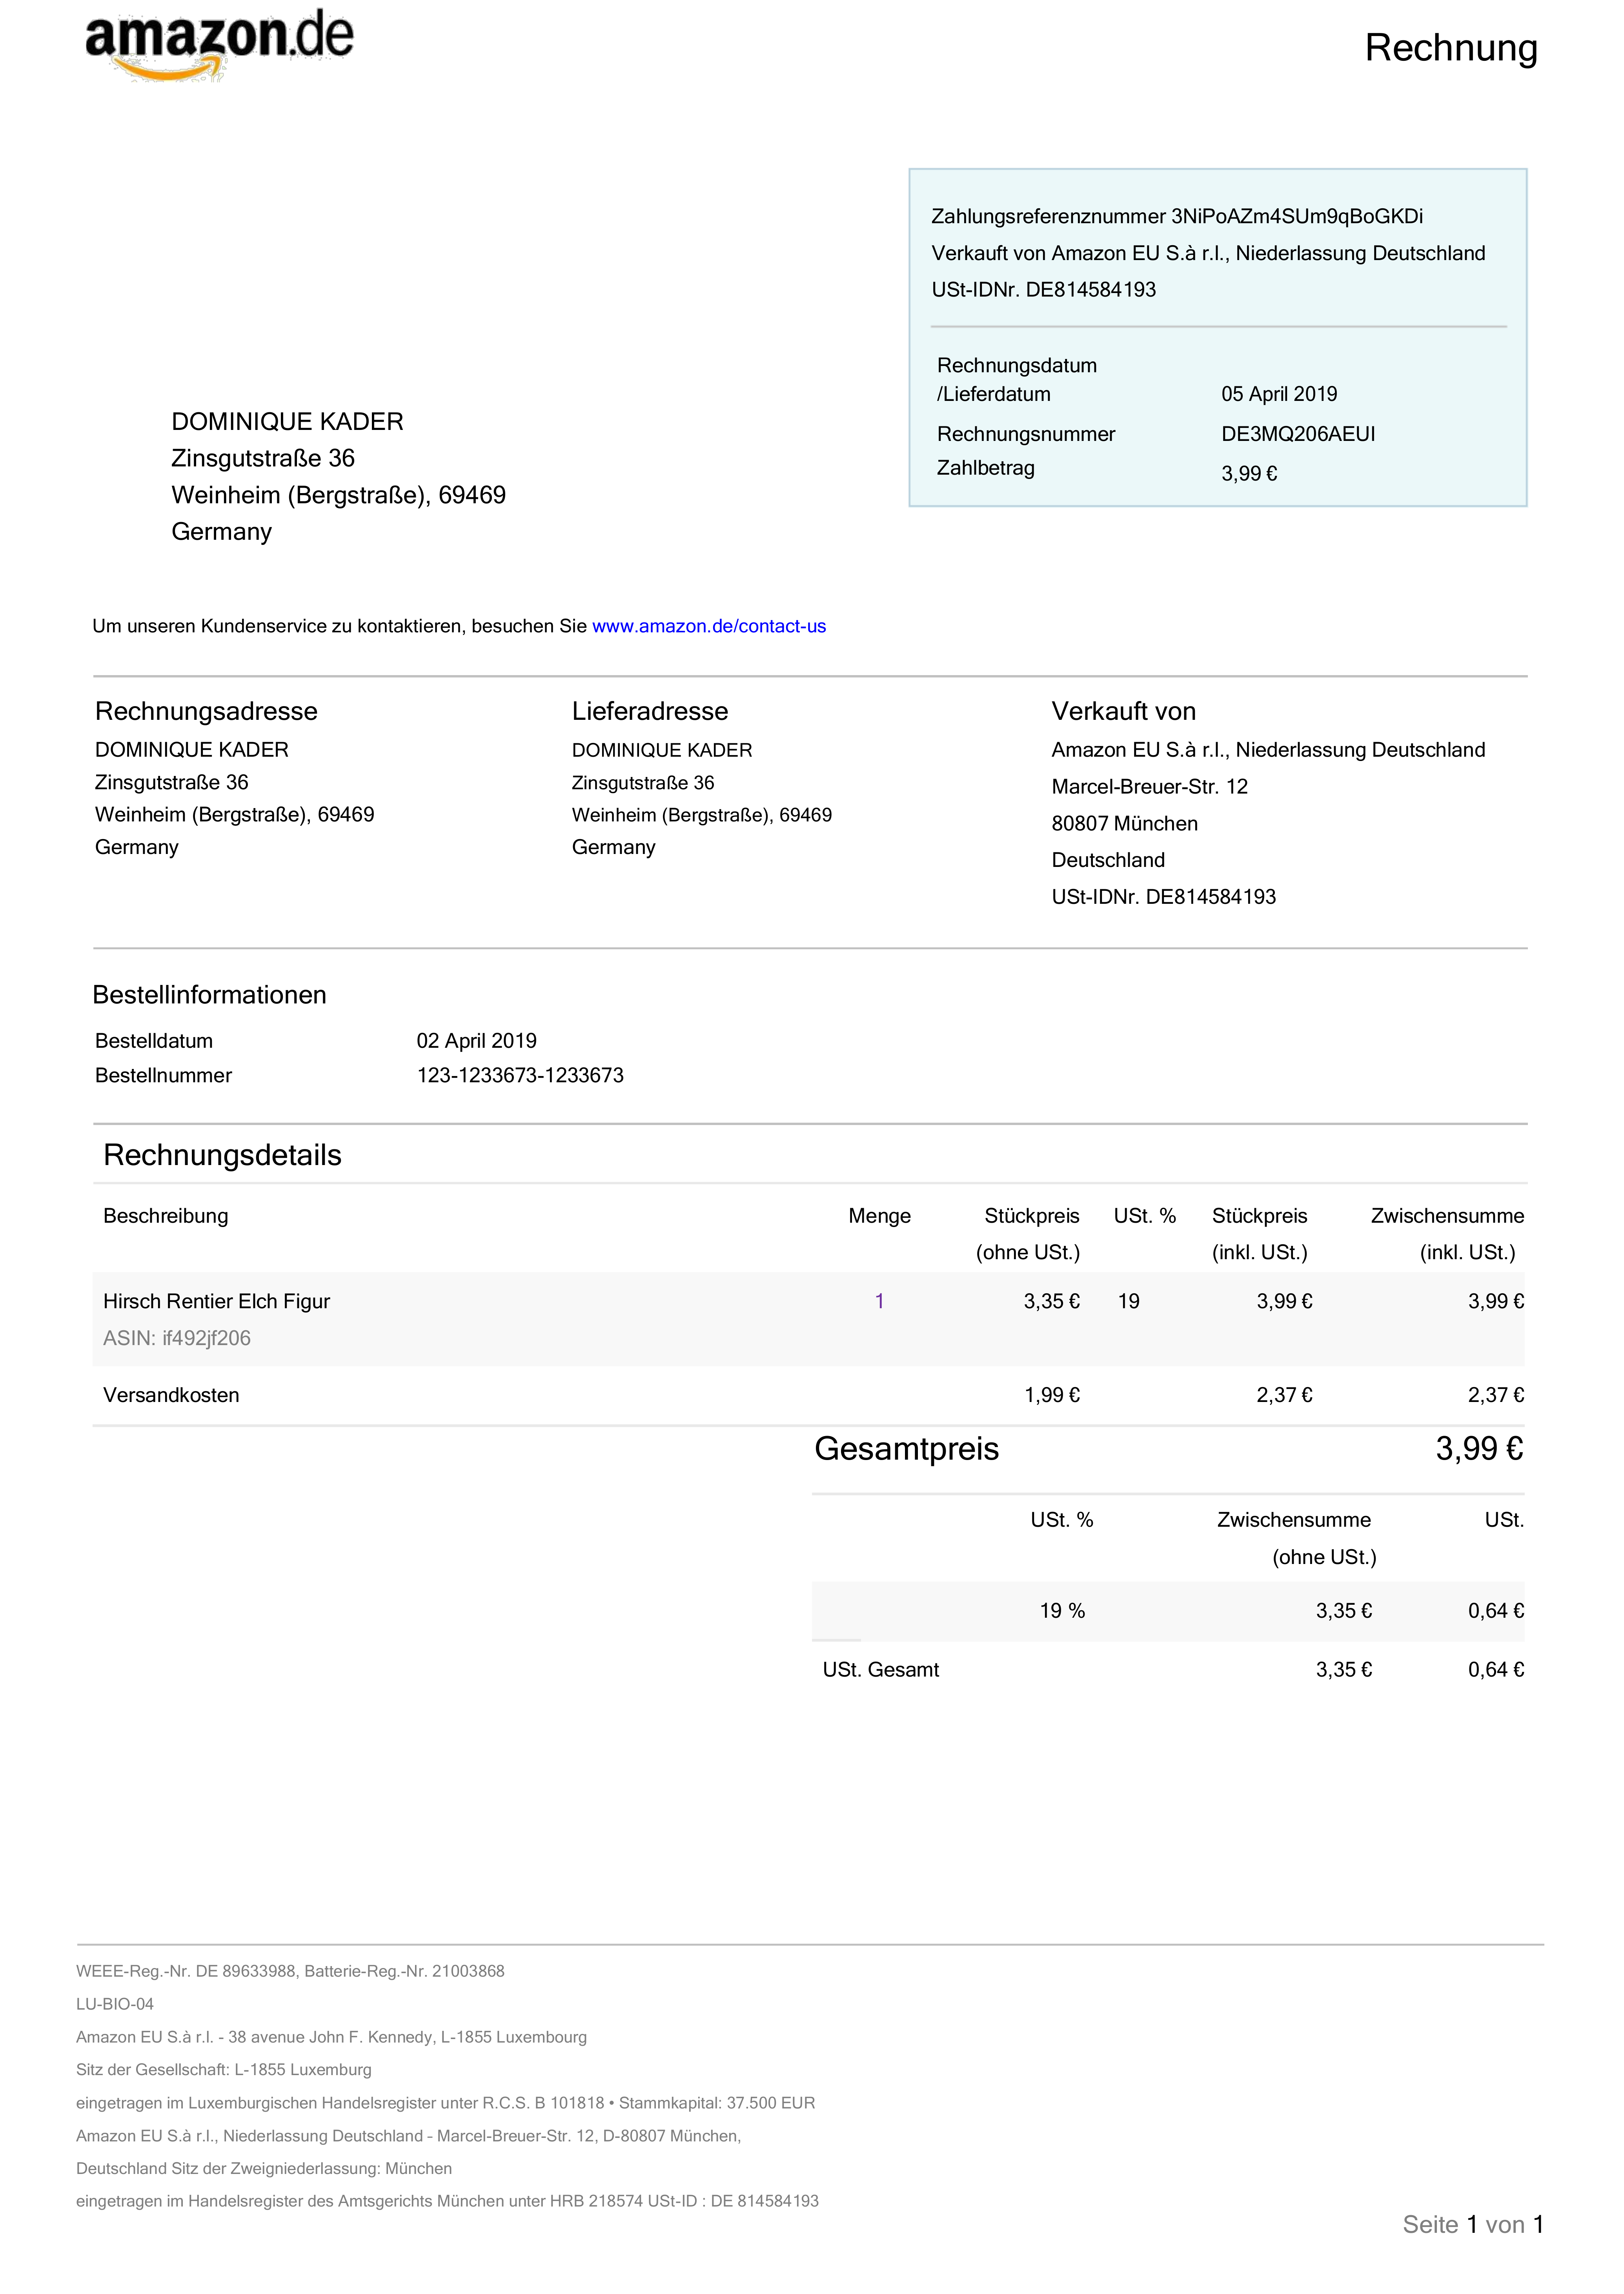 amazon.de
Rechnung
Zahlungsreferenznummer 3NiPoAZm4SUm9qBoGKDi
Verkauft von Amazon EU S.à r.l., Niederlassung Deutschland
USt-IDNr. DE814584193
Rechnungsdatum
/Lieferdatum 05 April 2019
Rechnungsnummer DE3MQ206AEUI
Zahlbetrag 3,99 €
DOMINIQUE KADER
Zinsgutstraße 36
Weinheim (Bergstraße), 69469
Germany
Um unseren Kundenservice zu kontaktieren, besuchen Sie www.amazon.de/contact-us
Rechnungsadresse
DOMINIQUE KADER
Zinsgutstraße 36
Weinheim (Bergstraße), 69469
Germany
Lieferadresse
DOMINIQUE KADER
Zinsgutstraße 36
Weinheim (Bergstraße), 69469
Germany
Verkauft von
Amazon EU S.à r.l., Niederlassung Deutschland
Marcel-Breuer-Str. 12
80807 München
Deutschland
USt-IDNr. DE814584193
Bestellinformationen
Bestelldatum 02 April 2019
Bestellnummer 123-1233673-1233673
Rechnungsdetails
Beschreibung Menge Stückpreis USt. % Stückpreis Zwischensumme
(ohne USt.) (inkl. USt.) (inkl. USt.)
Hirsch Rentier Elch Figur 1 3,35 € 19 3,99 € 3,99 €
ASIN: if492jf206
Versandkosten 1,99 € 2,37 € 2,37 €
Gesamtpreis 3,99 €
USt. % Zwischensumme USt.
(ohne USt.)
19 % 3,35 € 0,64 €
USt. Gesamt 3,35 € 0,64 €
WEEE-Reg.-Nr. DE 89633988, Batterie-Reg.-Nr. 21003868
LU-BIO-04
Amazon EU S.à r.l. - 38 avenue John F. Kennedy, L-1855 Luxembourg
Sitz der Gesellschaft: L-1855 Luxemburg
eingetragen im Luxemburgischen Handelsregister unter R.C.S. B 101818 • Stammkapital: 37.500 EUR
Amazon EU S.à r.l., Niederlassung Deutschland - Marcel-Breuer-Str. 12, D-80807 München,
Deutschland Sitz der Zweigniederlassung: München
eingetragen im Handelsregister des Amtsgerichts München unter HRB 218574 USt-ID : DE 814584193
Seite 1 von 1